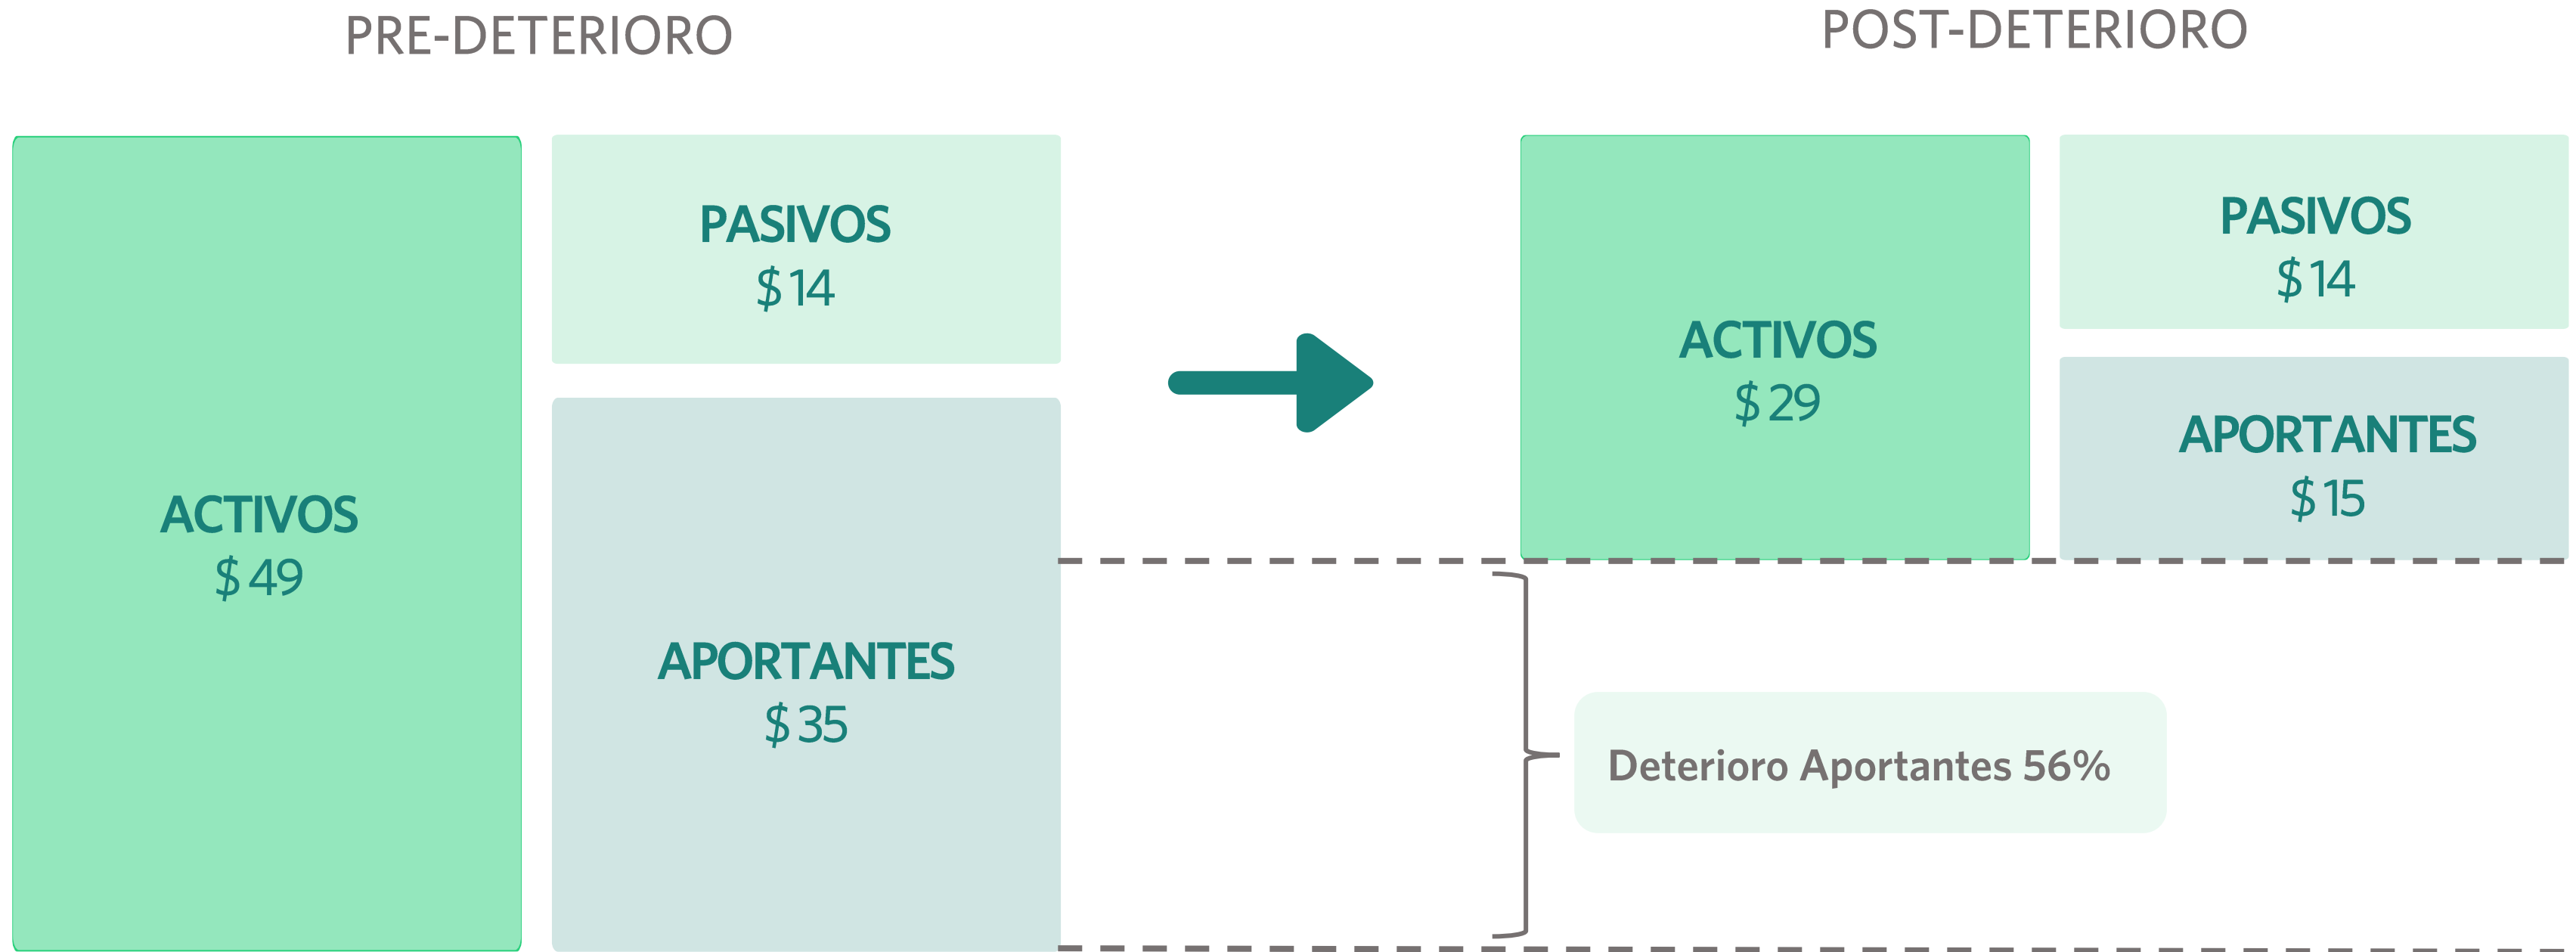 PRE-DETERIORO
POST-DETERIORO
ACTIVOS
$ 49
PASIVOS
$ 14
APORTANTES
$ 35
ACTIVOS
$ 29
PASIVOS
$ 14
APORTANTES
$ 15
Deterioro Aportantes 56%